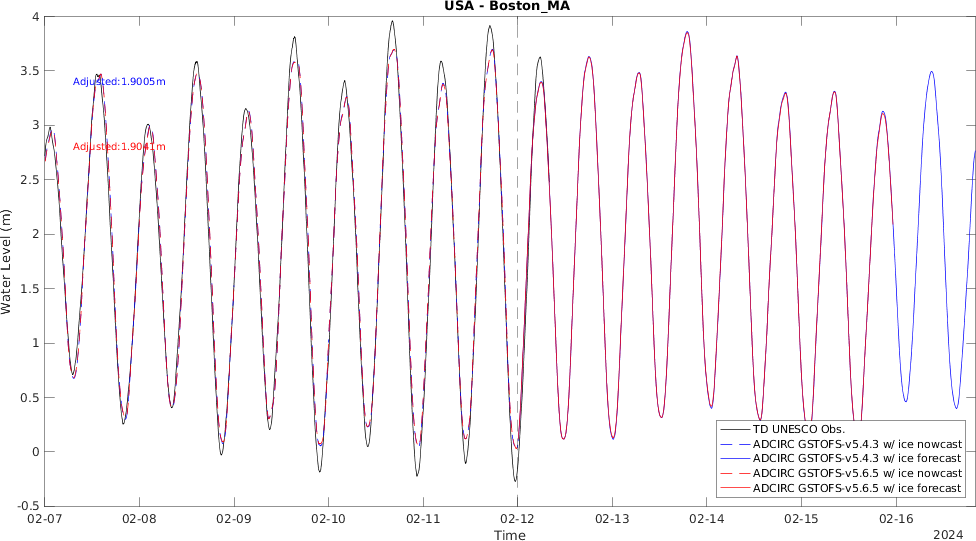 USA - Boston_MA
4
3.5
3
2.5
2
1.5
1
0.5
0
-0.5
Water Level (m)
Adjusted:1.9005m
Adjusted:1.9041m
TD UNESCO Obs.
ADCIRC GSTOFS-v5.4.3 w/ ice nowcast
ADCIRC GSTOFS-v5.4.3 w/ ice forecast
ADCIRC GSTOFS-v5.6.5 w/ ice nowcast
ADCIRC GSTOFS-v5.6.5 w/ ice forecast
02-07 02-08 02-09 02-10 02-11 02-12 02-13 02-14 02-15 02-16
Time
2024